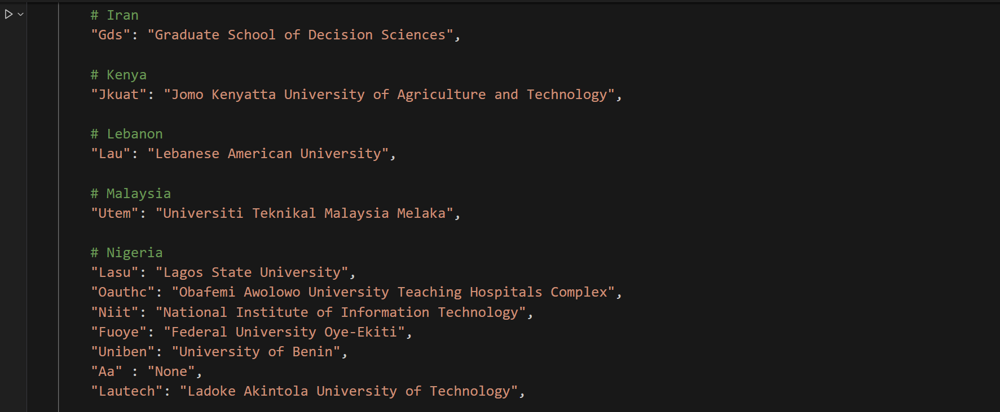 # Iran
"Gds": "Graduate School of Decision Sciences",
# Kenya
"Jkuat": "Jomo Kenyatta University of Agriculture and Technology",
# Lebanon
"Lau": "Lebanese American University",
# Malaysia
"Utem": "Universiti Teknikal Malaysia Melaka",
# Nigeria
"Lasu": "Lagos State University",
"Oauthc": "Obafemi Awolowo University Teaching Hospitals Complex",
"Niit": "National Institute of Information Technology",
"Fuoye": "Federal University Oye-Ekiti",
"Uniben": "University of Benin",
"Aa" : "None",
"Lautech": "Ladoke Akintola University of Technology",